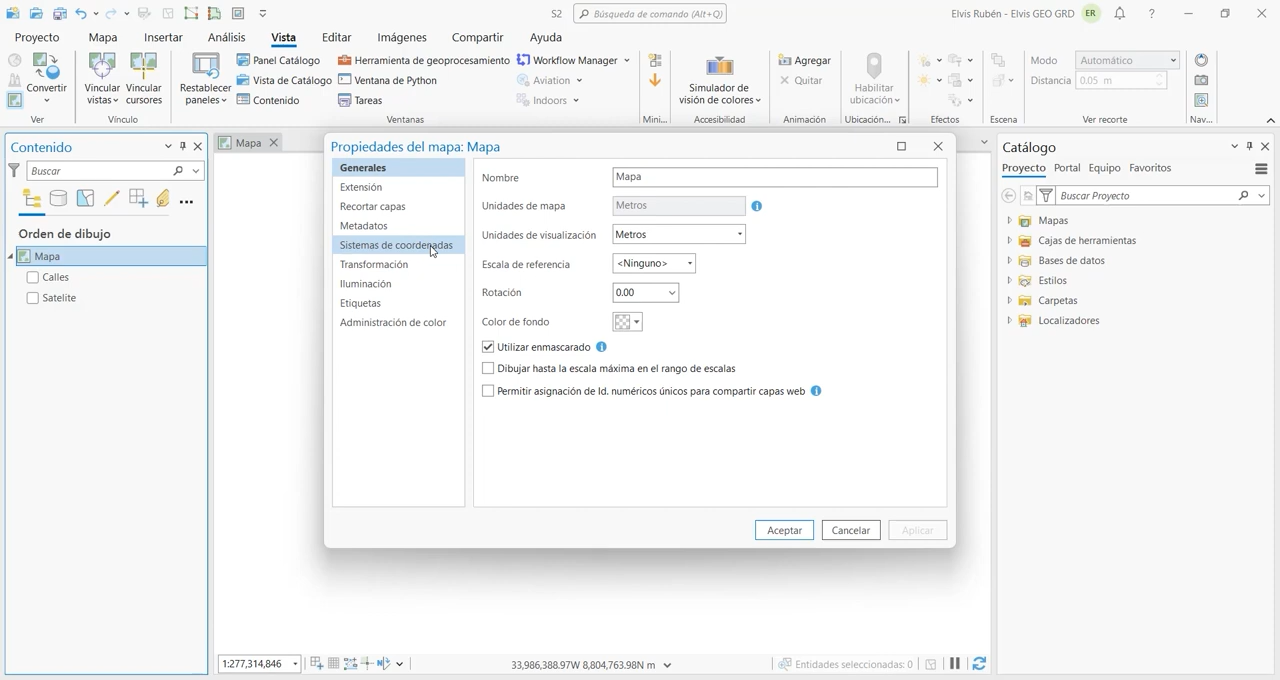 S2
Búsqueda de comando (Alt+Q)
Elvis Rubén - Elvis GEO GRD
ER
?
Proyecto
Mapa
Insertar
Análisis
Vista
Editar
Imágenes
Compartir
Ayuda
Convertir
Ver
Vincular vistas
Vincular cursores
Vínculo
Restablecer paneles
Panel Catálogo
Vista de Catálogo
Contenido
Herramienta de geoprocesamiento
Ventana de Python
Tareas
Workflow Manager
Aviation
Indoors
Ventanas
Mini...
Simulador de visión de colores
Accesibilidad
Agregar
Quitar
Animación
Habilitar ubicación
Ubicación...
Efectos
Escena
Modo
Automático
Distancia
0.05 m
Ver recorte
Nav...
Contenido
Buscar
Orden de dibujo
Mapa
Calles
Satelite
Mapa
Propiedades del mapa: Mapa
Generales
Extensión
Recortar capas
Metadatos
Sistemas de coordenadas
Transformación
Iluminación
Etiquetas
Administración de color
Nombre
Mapa
Unidades de mapa
Metros
Unidades de visualización
Metros
Escala de referencia
<Ninguno>
Rotación
0.00
Color de fondo
Utilizar enmascarado
Dibujar hasta la escala máxima en el rango de escalas
Permitir asignación de Id. numéricos únicos para compartir capas web
Aceptar
Cancelar
Aplicar
Catálogo
Proyecto
Portal
Equipo
Favoritos
Buscar Proyecto
Mapas
Cajas de herramientas
Bases de datos
Estilos
Carpetas
Localizadores
1:277,314,846
33,986,388.97W 8,804,763.98N m
Entidades seleccionadas: 0